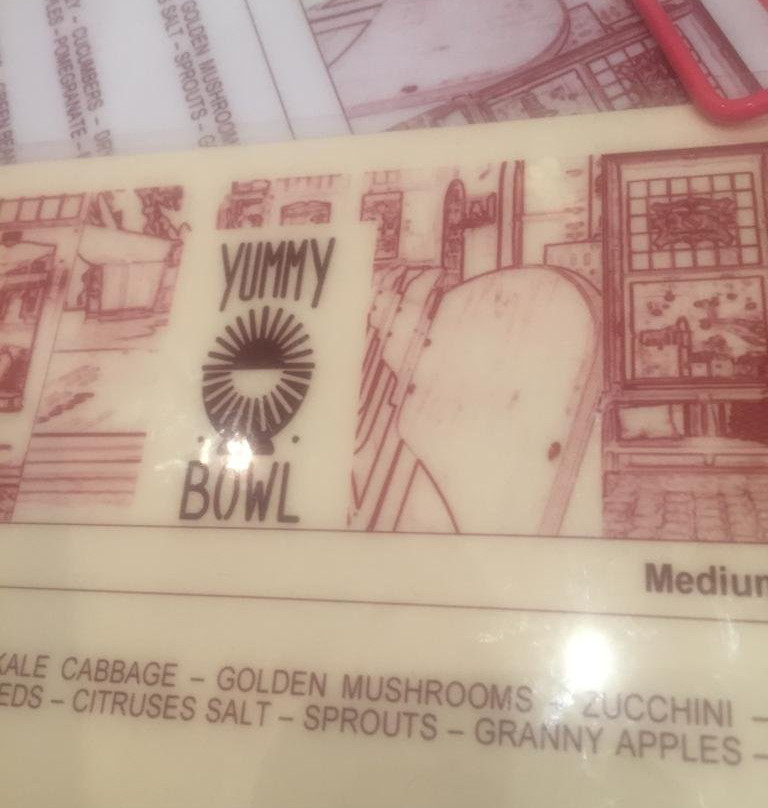 CUCUMBERS –
POMEGRANATE –
GOLDEN MUSHROOM
SALT – SPROUTS – G
YUMMY
BOWL
Medium
KALE CABBAGE – GOLDEN MUSHROOMS – ZUCCHINI –
EDS – CITRUSES SALT – SPROUTS – GRANNY APPLES –